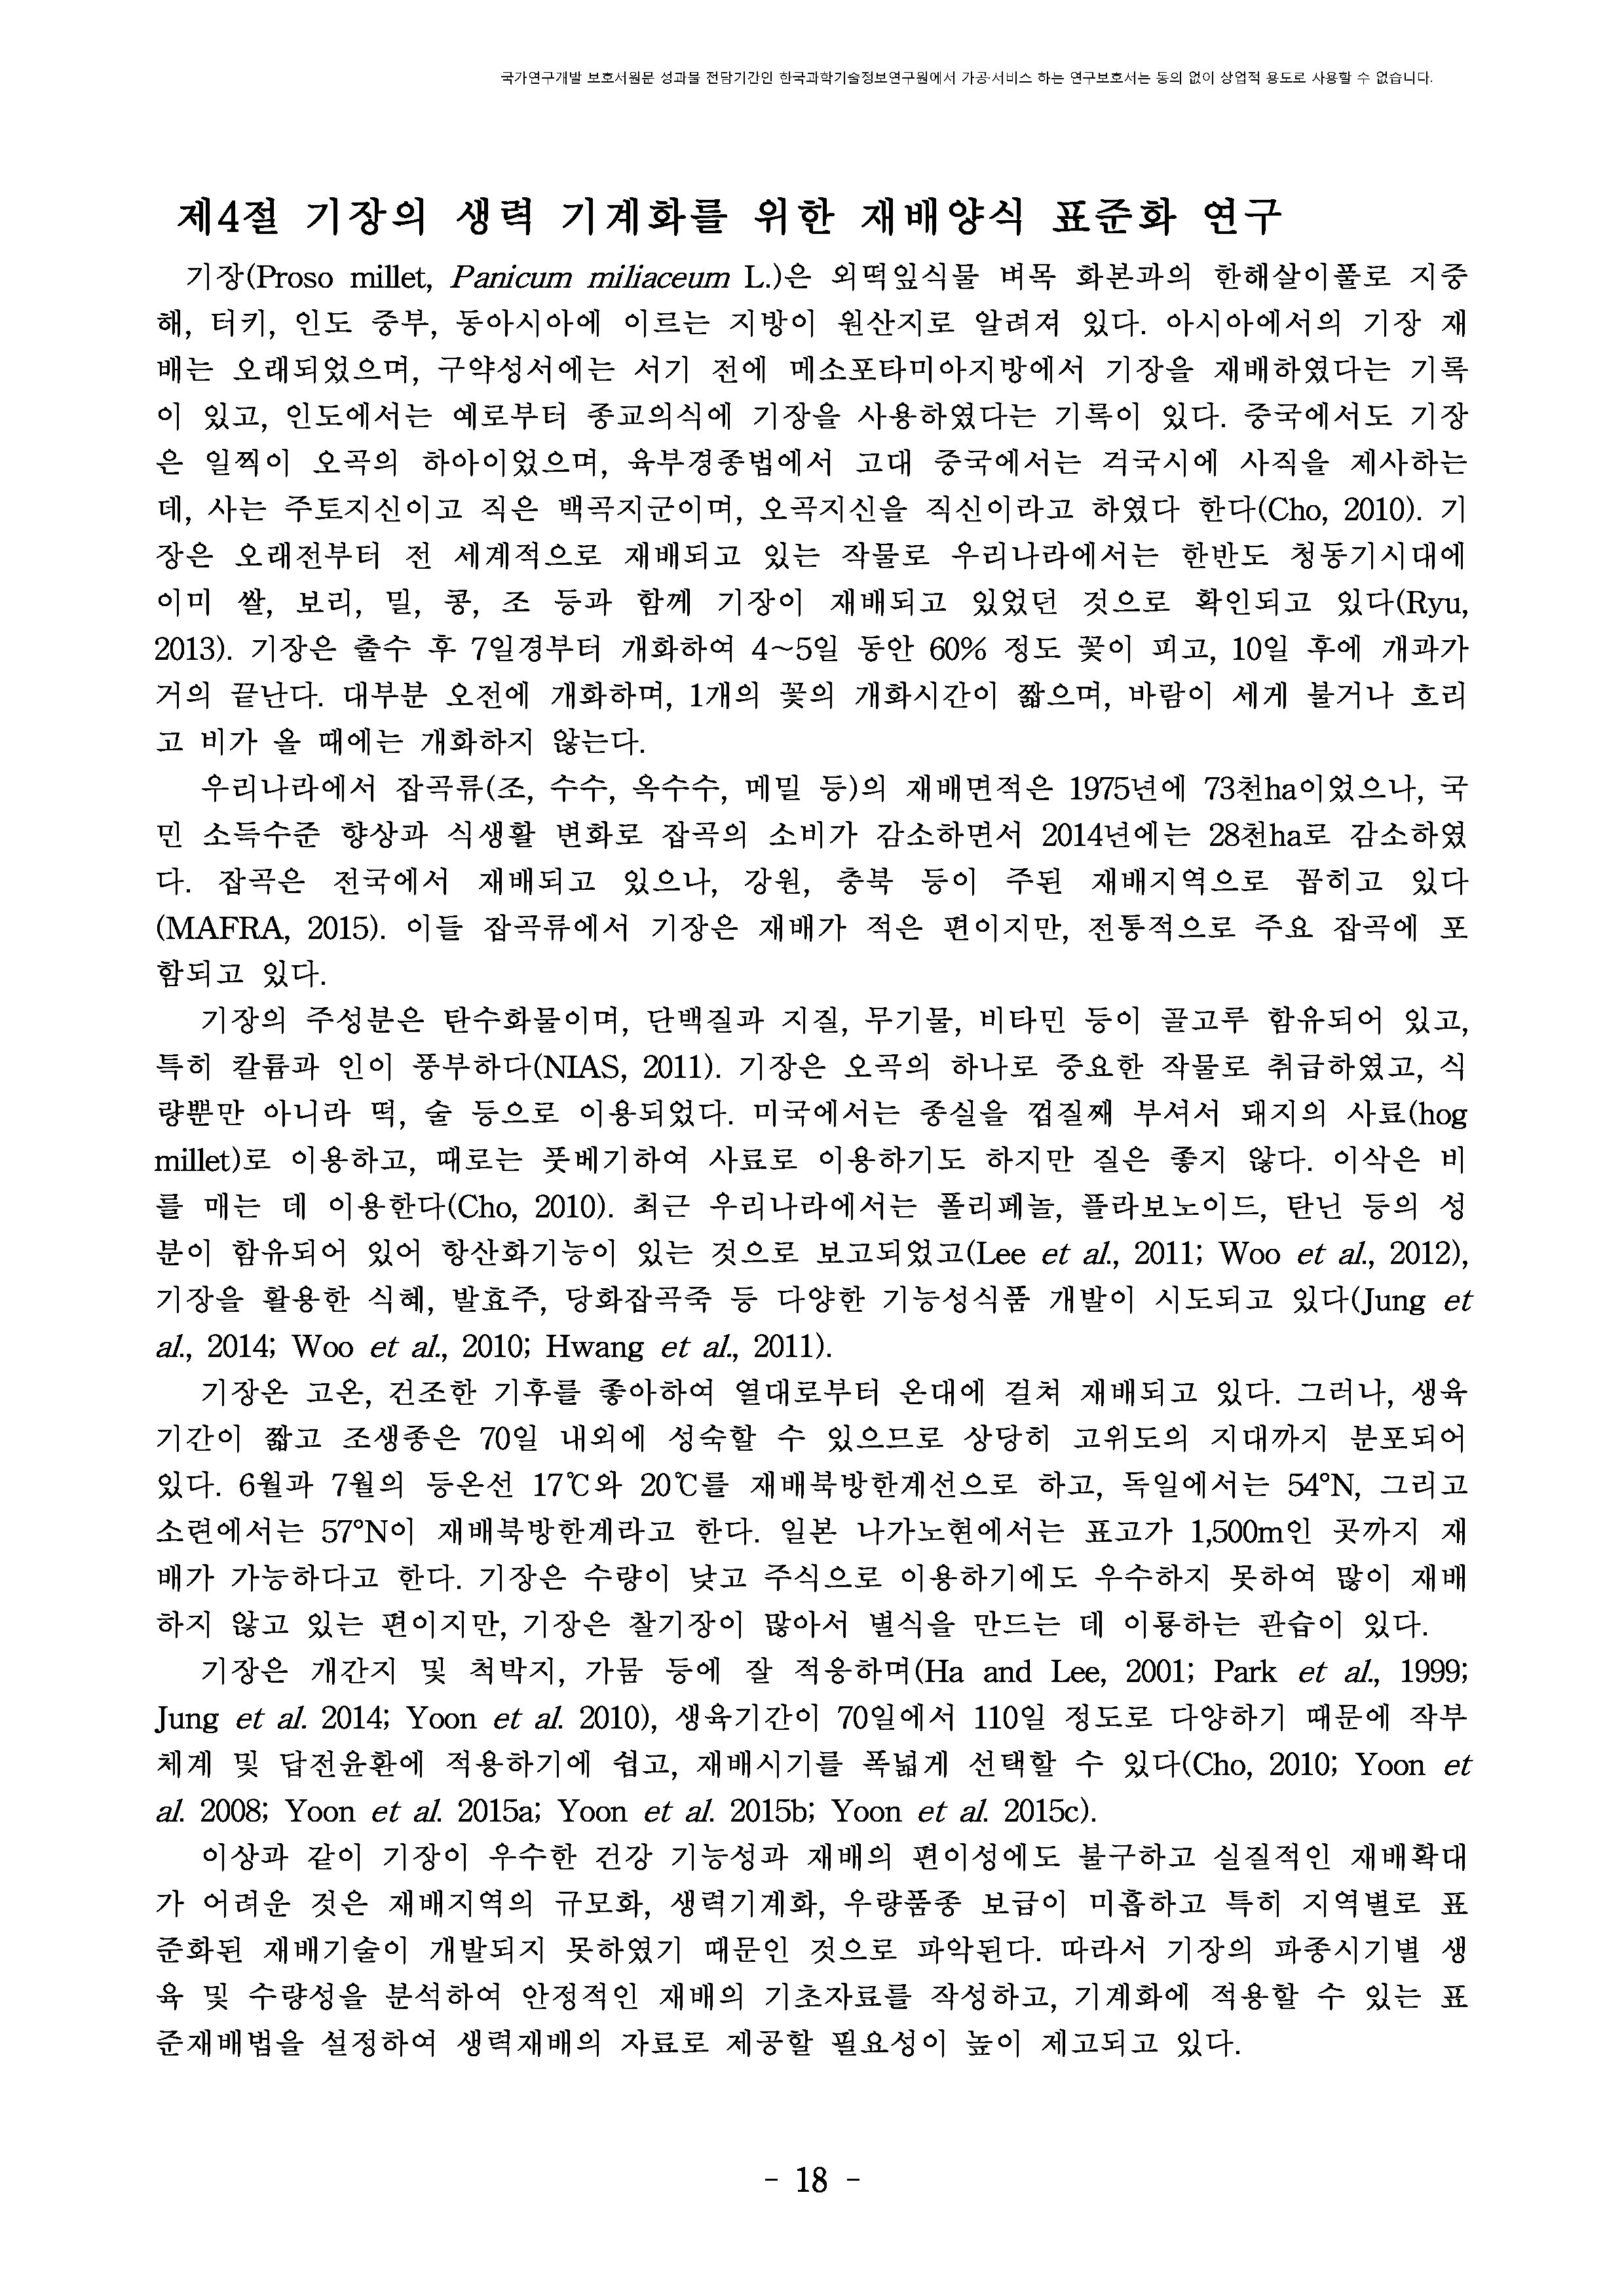 국가연구개발 보호서원문 성과물 전담기간인 한국과학기술정보연구원에서 가공·서비스 하는 연구보호서는 동의 없이 상업적 용도로 사용할 수 없습니다.
제4절 기장의 생력 기계화를 위한 재배양식 표준화 연구
기장(Proso millet, Panicum miliaceum L.)은 외떡잎식물 벼목 화본과의 한해살이풀로 지중
해, 터키, 인도 중부, 동아시아에 이르는 지방이 원산지로 알려져 있다. 아시아에서의 기장 재
배는 오래되었으며, 구약성서에는 서기 전에 메소포타미아지방에서 기장을 재배하였다는 기록
이 있고, 인도에서는 예로부터 종교의식에 기장을 사용하였다는 기록이 있다. 중국에서도 기장
은 일찍이 오곡의 하아이었으며, 육부경종법에서 고대 중국에서는 걱국시에 사직을 제사하는
데, 사는 주토지신이고 직은 백곡지군이며, 오곡지신을 직신이라고 하였다 한다(Cho, 2010). 기
장은 오래전부터 전 세계적으로 재배되고 있는 작물로 우리나라에서는 한반도 청동기시대에
이미 쌀, 보리, 밀, 콩, 조 등과 함께 기장이 재배되고 있었던 것으로 확인되고 있다(Ryu,
2013). 기장은 출수 후 7일경부터 개화하여 4~5일 동안 60% 정도 꽃이 피고, 10일 후에 개과가
거의 끝난다. 대부분 오전에 개화하며, 1개의 꽃의 개화시간이 짧으며, 바람이 세게 불거나 흐리
고 비가 올 때에는 개화하지 않는다.
우리나라에서 잡곡류(조, 수수, 옥수수, 메밀 등)의 재배면적은 1975년에 73천ha이었으나, 국
민 소득수준 향상과 식생활 변화로 잡곡의 소비가 감소하면서 2014년에는 28천ha로 감소하였
다. 잡곡은 전국에서 재배되고 있으나, 강원, 충북 등이 주된 재배지역으로 꼽히고 있다
(MAFRA, 2015). 이들 잡곡류에서 기장은 재배가 적은 편이지만, 전통적으로 주요 잡곡에 포
함되고 있다.
기장의 주성분은 탄수화물이며, 단백질과 지질, 무기물, 비타민 등이 골고루 함유되어 있고,
특히 칼륨과 인이 풍부하다(NIAS, 2011). 기장은 오곡의 하나로 중요한 작물로 취급하였고, 식
량뿐만 아니라 떡, 술 등으로 이용되었다. 미국에서는 종실을 껍질째 부셔서 돼지의 사료(hog
millet)로 이용하고, 때로는 풋베기하여 사료로 이용하기도 하지만 질은 좋지 않다. 이삭은 비
를 매는 데 이용한다(Cho, 2010). 최근 우리나라에서는 폴리페놀, 플라보노이드, 탄닌 등의 성
분이 함유되어 있어 항산화기능이 있는 것으로 보고되었고(Lee et al., 2011; Woo et al., 2012),
기장을 활용한 식혜, 발효주, 당화잡곡죽 등 다양한 기능성식품 개발이 시도되고 있다(Jung et
al., 2014; Woo et al., 2010; Hwang et al., 2011).
기장온 고온, 건조한 기후를 좋아하여 열대로부터 온대에 걸쳐 재배되고 있다. 그러나, 생육
기간이 짧고 조생종은 70일 내외에 성숙할 수 있으므로 상당히 고위도의 지대까지 분포되어
있다. 6월과 7월의 등온선 17℃와 20℃를 재배북방한계선으로 하고, 독일에서는 54°N, 그리고
소련에서는 57°N이 재배북방한계라고 한다. 일본 나가노현에서는 표고가 1,500m인 곳까지 재
배가 가능하다고 한다. 기장은 수량이 낮고 주식으로 이용하기에도 우수하지 못하여 많이 재배
하지 않고 있는 편이지만, 기장은 찰기장이 많아서 별식을 만드는 데 이룡하는 관습이 있다.
기장은 개간지 및 척박지, 가뭄 등에 잘 적응하며(Ha and Lee, 2001; Park et al., 1999;
Jung et al. 2014; Yoon et al. 2010), 생육기간이 70일에서 110일 정도로 다양하기 때문에 작부
체계 및 답전윤환에 적용하기에 쉽고, 재배시기를 폭넓게 선택할 수 있다(Cho, 2010; Yoon et
al. 2008; Yoon et al. 2015a; Yoon et al. 2015b; Yoon et al. 2015c).
이상과 같이 기장이 우수한 건강 기능성과 재배의 편이성에도 불구하고 실질적인 재배확대
가 어려운 것은 재배지역의 규모화, 생력기계화, 우량품종 보급이 미흡하고 특히 지역별로 표
준화된 재배기술이 개발되지 못하였기 때문인 것으로 파악된다. 따라서 기장의 파종시기별 생
육 및 수량성을 분석하여 안정적인 재배의 기초자료를 작성하고, 기계화에 적용할 수 있는 표
준재배법을 설정하여 생력재배의 자료로 제공할 필요성이 높이 제고되고 있다.
- 18 -